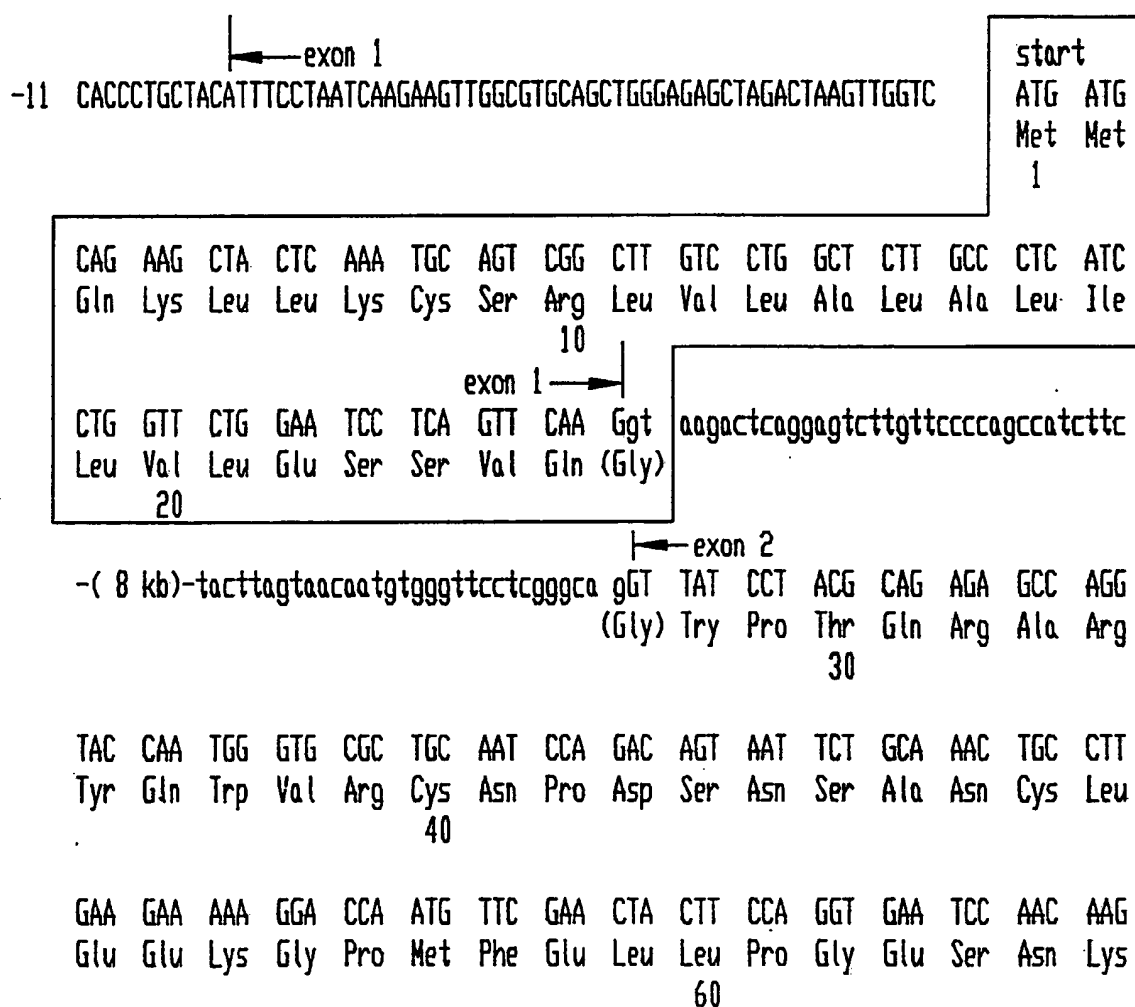 exon 1
start
-11 CACCCTGCTACATTTCCTAATCAAGAAGTTGGCGTGCAGCTGGGAGAGCTAGACTAAGTTGGTC ATG ATG
Met Met
1
CAG AAG CTA CTC AAA TGC AGT CGG CTT GTC CTG GCT CTT GCC CTC ATC
Gln Lys Leu Leu Lys Cys Ser Arg Leu Val Leu Ala Leu Ala Leu Ile
10
exon 1
CTG GTT CTG GAA TCC TCA GTT CAA Ggt aagactcaggagtcttgttccccagccatcttc
Leu Val Leu Glu Ser Ser Val Gln (Gly)
20
exon 2
-( 8 kb)-tacttagtaacaatgtgggttcctcgggca gGT TAT CCT ACG CAG AGA GCC AGG
(Gly) Try Pro Thr Gln Arg Ala Arg
30
TAC CAA TGG GTG CGC TGC AAT CCA GAC AGT AAT TCT GCA AAC TGC CTT
Tyr Gln Trp Val Arg Cys Asn Pro Asp Ser Asn Ser Ala Asn Cys Leu
40
GAA GAA AAA GGA CCA ATG TTC GAA CTA CTT CCA GGT GAA TCC AAC AAG
Glu Glu Lys Gly Pro Met Phe Glu Leu Leu Pro Gly Glu Ser Asn Lys
60